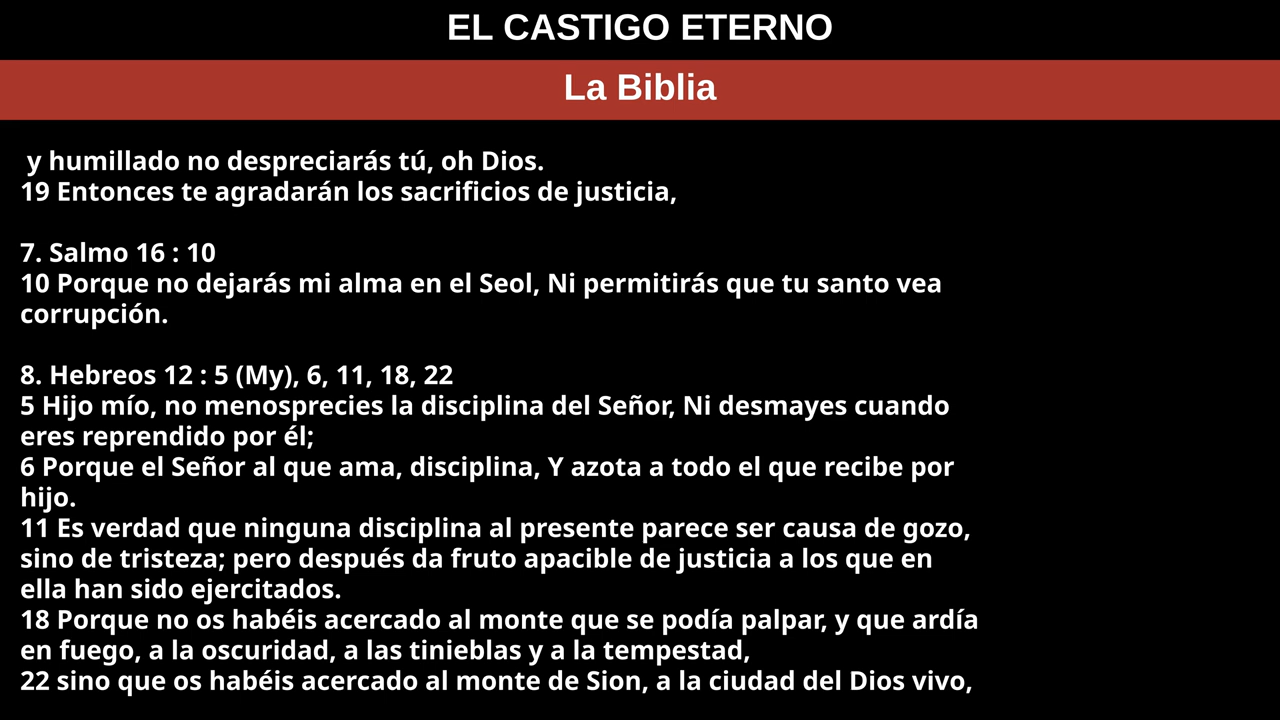 EL CASTIGO ETERNO
La Biblia
y humillado no despreciarás tú, oh Dios.
19 Entonces te agradarán los sacrificios de justicia,
7. Salmo 16 : 10
10 Porque no dejarás mi alma en el Seol, Ni permitirás que tu santo vea
corrupción.
8. Hebreos 12 : 5 (My), 6, 11, 18, 22
5 Hijo mío, no menosprecies la disciplina del Señor, Ni desmayes cuando
eres reprendido por él;
6 Porque el Señor al que ama, disciplina, Y azota a todo el que recibe por
hijo.
11 Es verdad que ninguna disciplina al presente parece ser causa de gozo,
sino de tristeza; pero después da fruto apacible de justicia a los que en
ella han sido ejercitados.
18 Porque no os habéis acercado al monte que se podía palpar, y que ardía
en fuego, a la oscuridad, a las tinieblas y a la tempestad,
22 sino que os habéis acercado al monte de Sion, a la ciudad del Dios vivo,